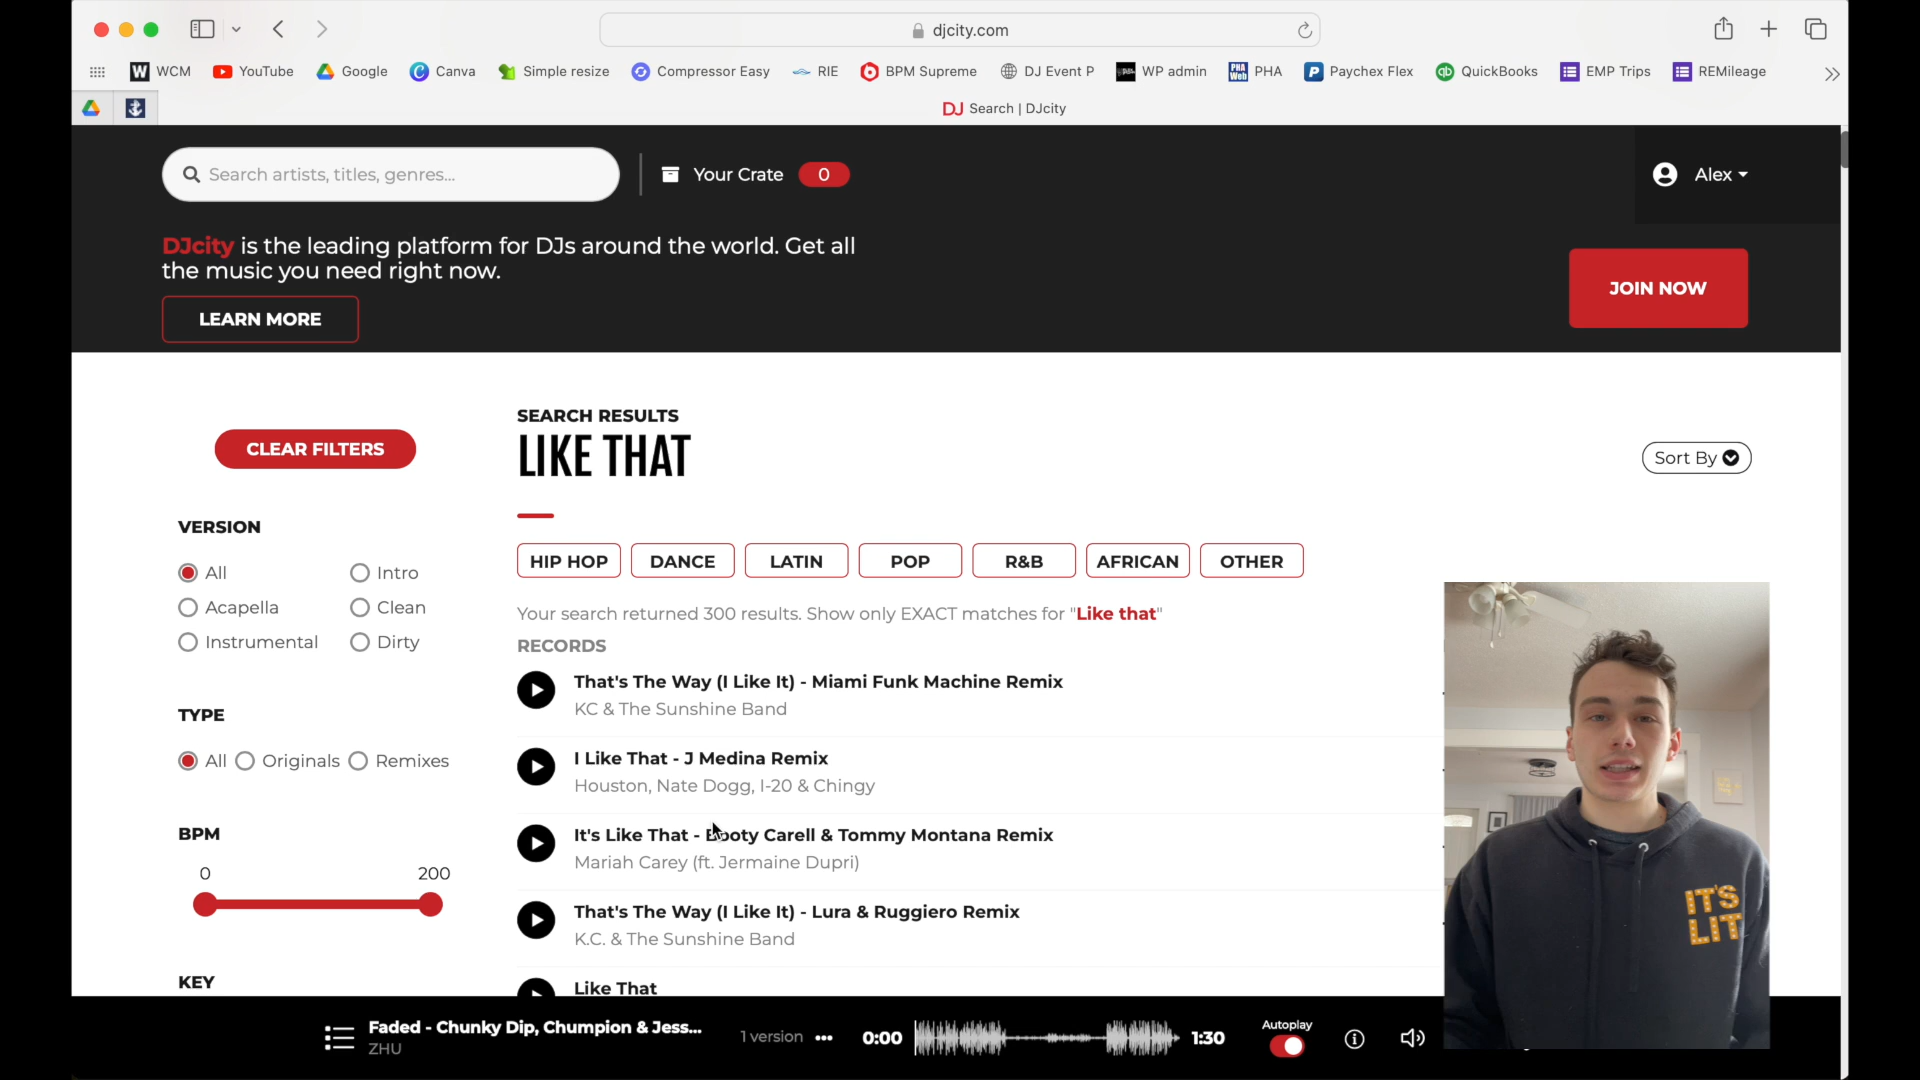 djcity.com
WCM
YouTube
Google
Canva
Simple resize
Compressor Easy
RIE
BPM Supreme
DJ Event P
WP admin
PHA Web
PHA
Paychex Flex
QuickBooks
EMP Trips
REMileage
DJ Search | DJcity
Search artists, titles, genres...
Your Crate 0
Alex
DJcity is the leading platform for DJs around the world. Get all
the music you need right now.
LEARN MORE
JOIN NOW
CLEAR FILTERS
SEARCH RESULTS
LIKE THAT
Sort By
VERSION
All
Intro
Acapella
Clean
Instrumental
Dirty
TYPE
All
Originals
Remixes
BPM
0
200
KEY
HIP HOP
DANCE
LATIN
POP
R&B
AFRICAN
OTHER
Your search returned 300 results. Show only EXACT matches for "Like that"
RECORDS
That's The Way (I Like It) - Miami Funk Machine Remix
KC & The Sunshine Band
I Like That - J Medina Remix
Houston, Nate Dogg, I-20 & Chingy
It's Like That - Booty Carell & Tommy Montana Remix
Mariah Carey (ft. Jermaine Dupri)
That's The Way (I Like It) - Lura & Ruggiero Remix
K.C. & The Sunshine Band
Like That
IT'S
LIT
Faded - Chunky Dip, Chumpion & Jess...
ZHU
1 version
0:00
1:30
Autoplay